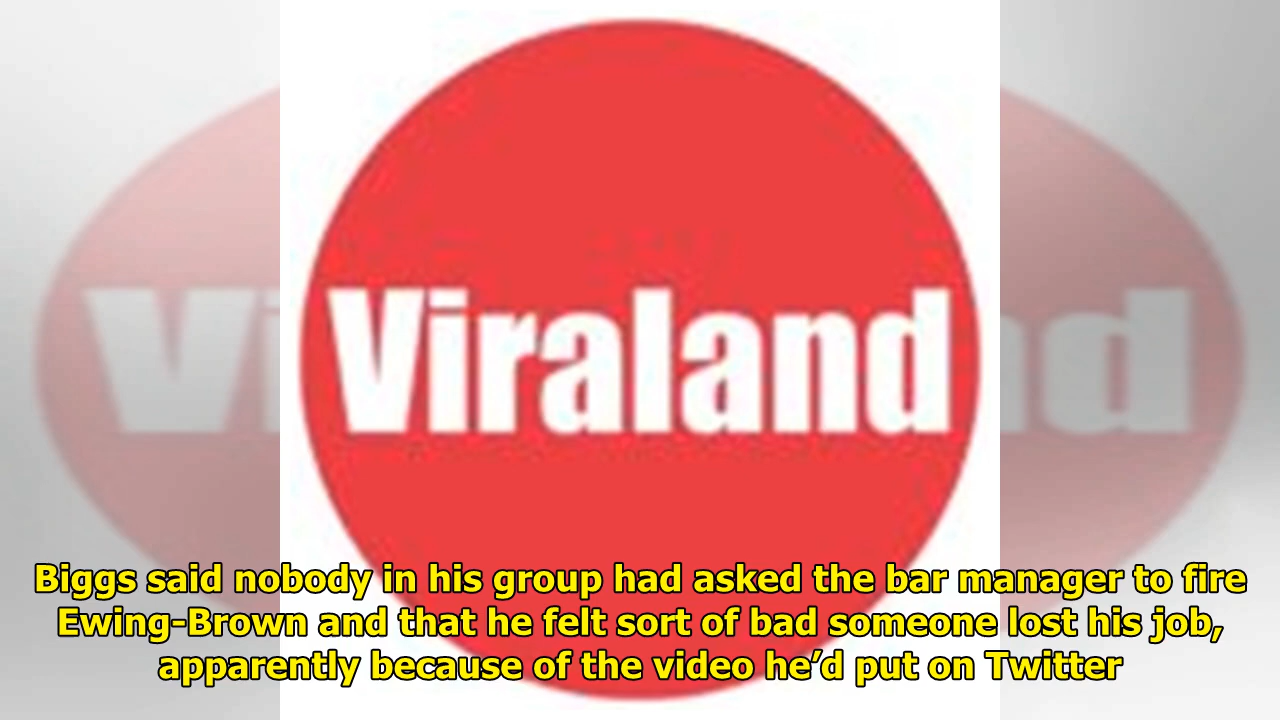 Viraland
Biggs said nobody in his group had asked the bar manager to fire
Ewing-Brown and that he felt sort of bad someone lost his job,
apparently because of the video he’d put on Twitter